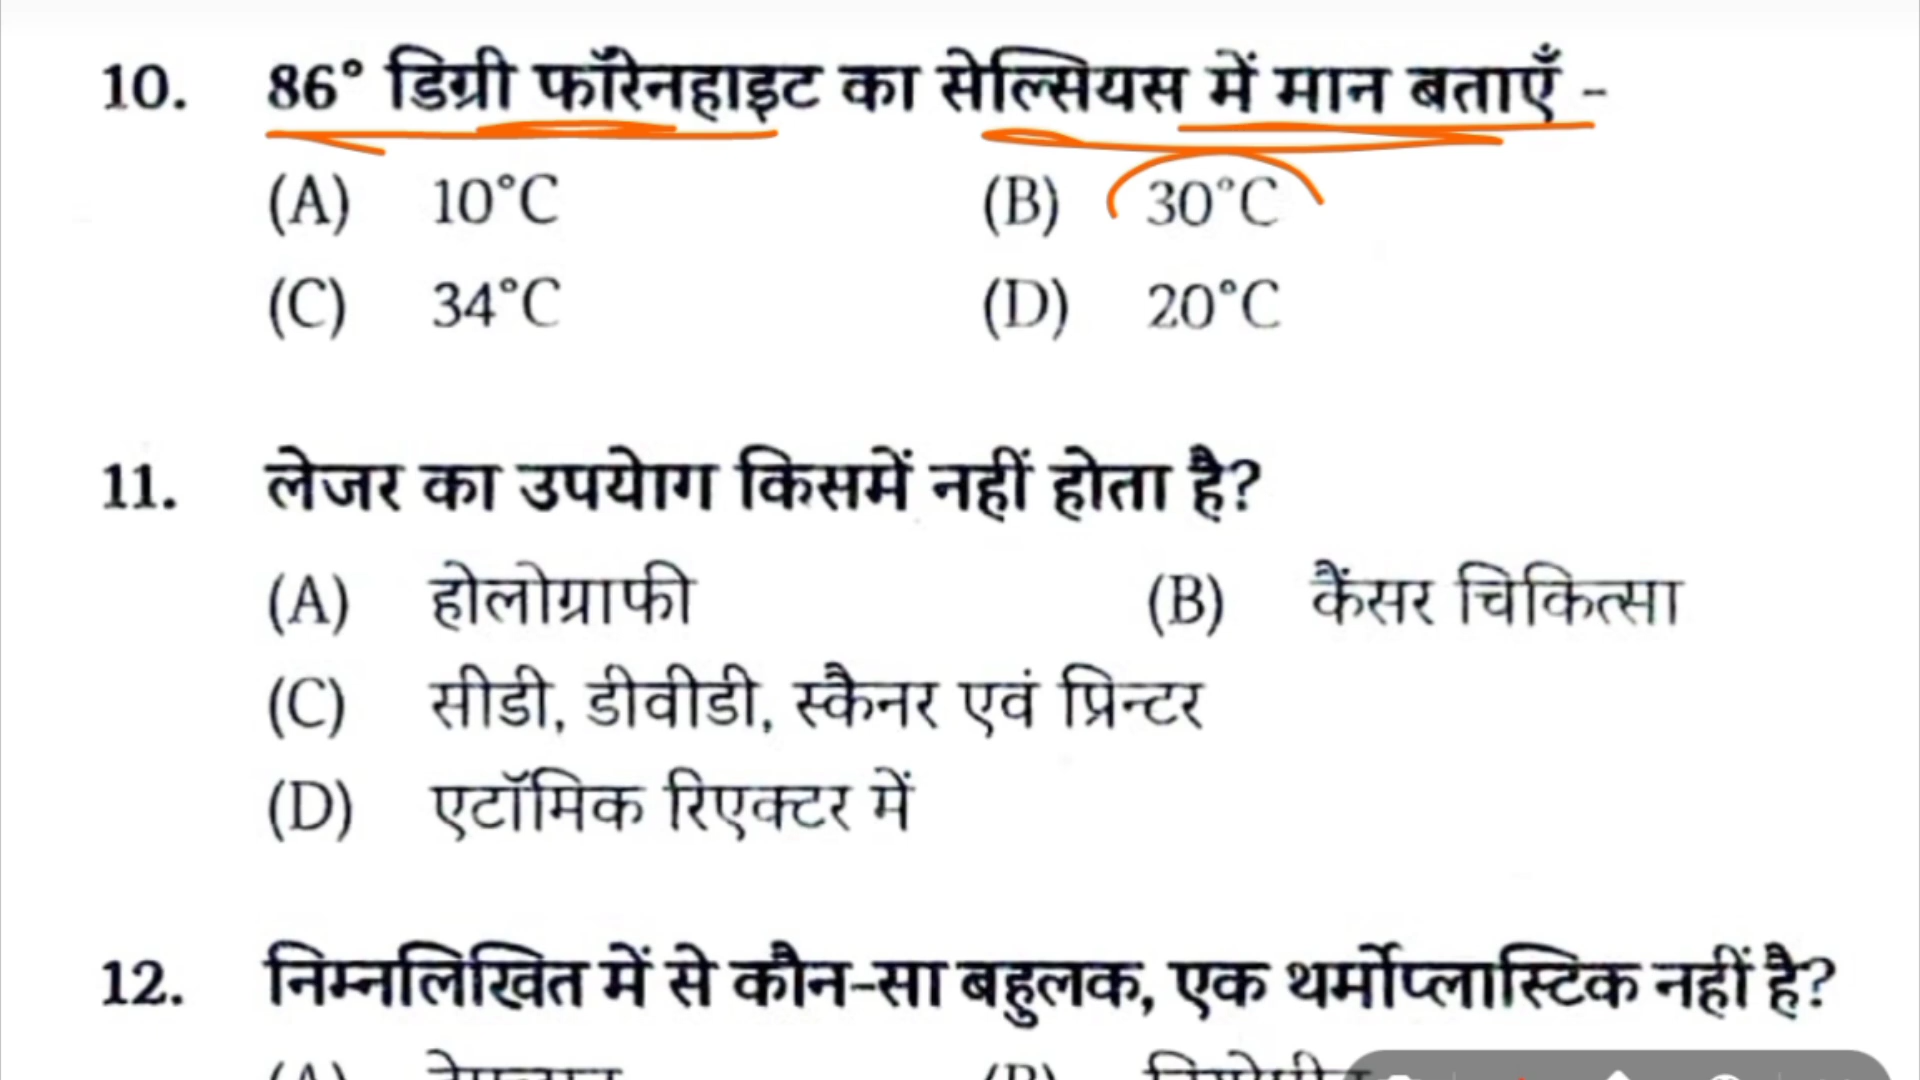 10. 86° डिग्री फॉरेनहाइट का सेल्सियस में मान बताएँ -
(A) 10°C (B) 30°C
(C) 34°C (D) 20°C
11. लेजर का उपयोग किसमें नहीं होता है?
(A) होलोग्राफी (B) कैंसर चिकित्सा
(C) सीडी, डीवीडी, स्कैनर एवं प्रिन्टर
(D) एटॉमिक रिएक्टर में
12. निम्नलिखित में से कौन-सा बहुलक, एक थर्मोप्लास्टिक नहीं है?
(A) (B)